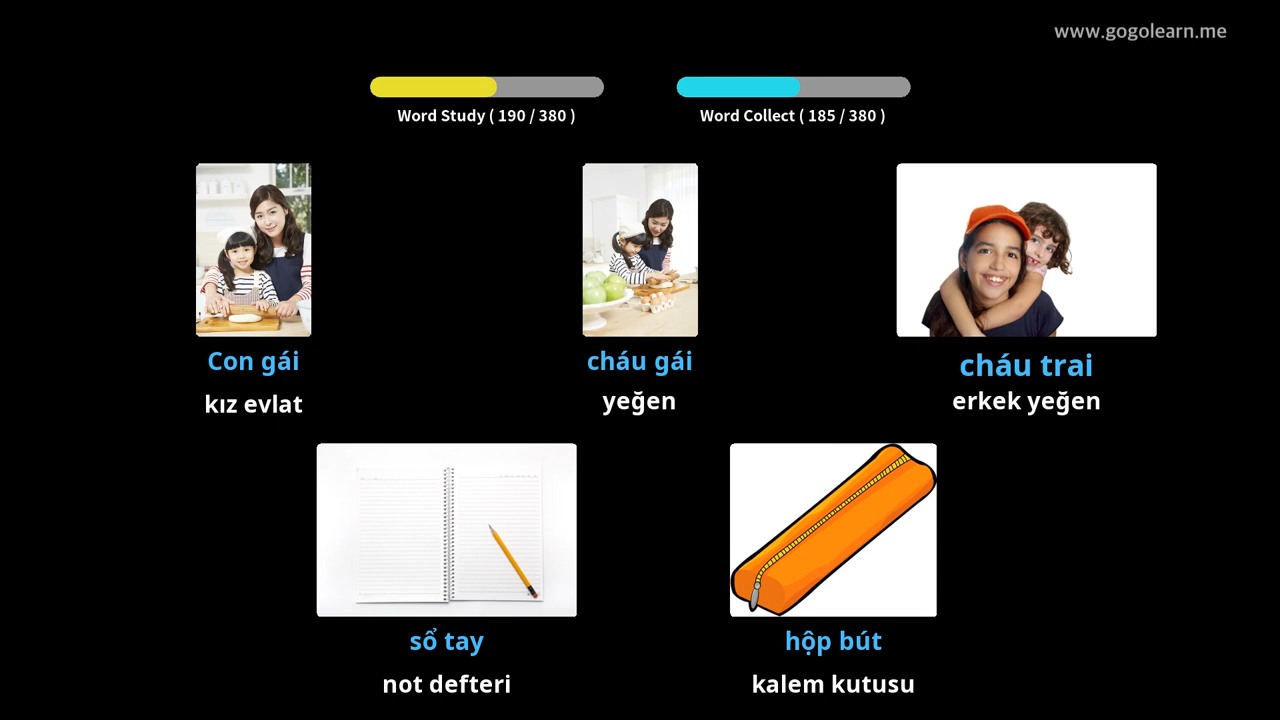 www.gogolearn.me
Word Study ( 190 / 380 )
Word Collect ( 185 / 380 )
Con gái
kız evlat
cháu gái
yeğen
cháu trai
erkek yeğen
sổ tay
not defteri
hộp bút
kalem kutusu